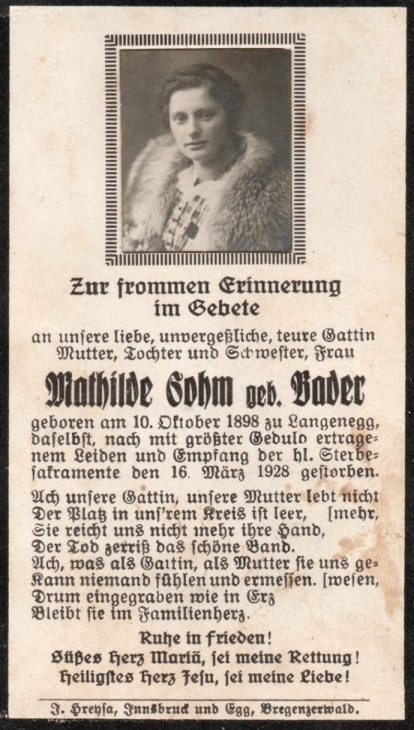 Zur frommen Erinnerung
im Gebete
an unsere liebe, unvergeßliche, teure Gattin
Mutter, Tochter und Schwester, Frau
Mathilde Sohm geb. Bader
geboren am 10. Oktober 1898 zu Langenegg,
daselbst, nach mit größter Geduld ertrage-
nem Leiden und Empfang der hl. Sterbe-
sakramente den 16. März 1928 gestorben.
Ach unsere Gattin, unsere Mutter lebt nicht
Der Platz in uns'rem Kreis ist leer, [mehr,
Sie reicht uns nicht mehr ihre Hand,
Der Tod zerriß das schöne Band.
Ach, was als Gattin, als Mutter sie uns ge-
Kann niemand fühlen und ermessen. [wesen,
Drum eingegraben wie in Erz
Bleibt sie im Familienherz.
Ruhe in Frieden!
Süßes Herz Mariä, sei meine Rettung!
Heiligstes Herz Jesu, sei meine Liebe!
J. Greysa, Innsbruck und Egg, Bregenzerwald.